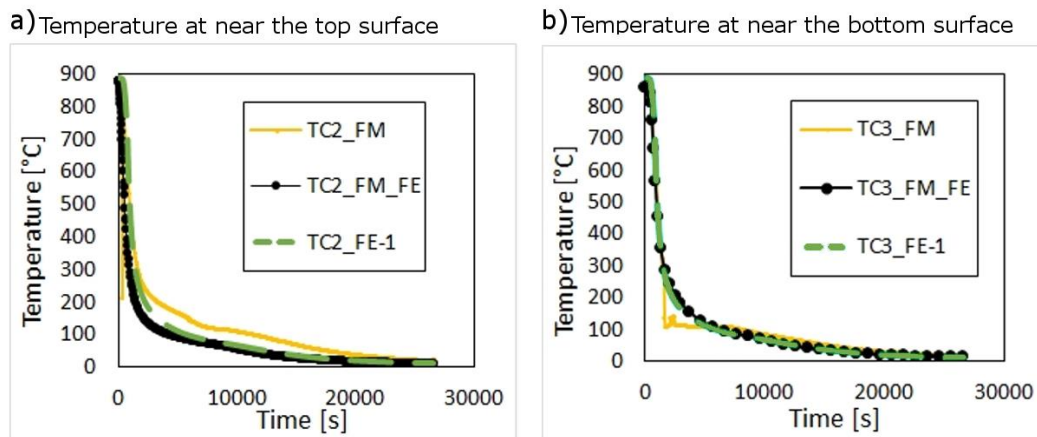 a) Temperature at near the top surface
900
800
700
600
500
400
300
200
100
0
Temperature [°C]
TC2_FM
TC2_FM_FE
TC2_FE-1
0 10000 20000 30000
Time [s]
b) Temperature at near the bottom surface
900
800
700
600
500
400
300
200
100
0
Temperature [°C]
TC3_FM
TC3_FM_FE
TC3_FE-1
0 10000 20000 30000
Time [s]